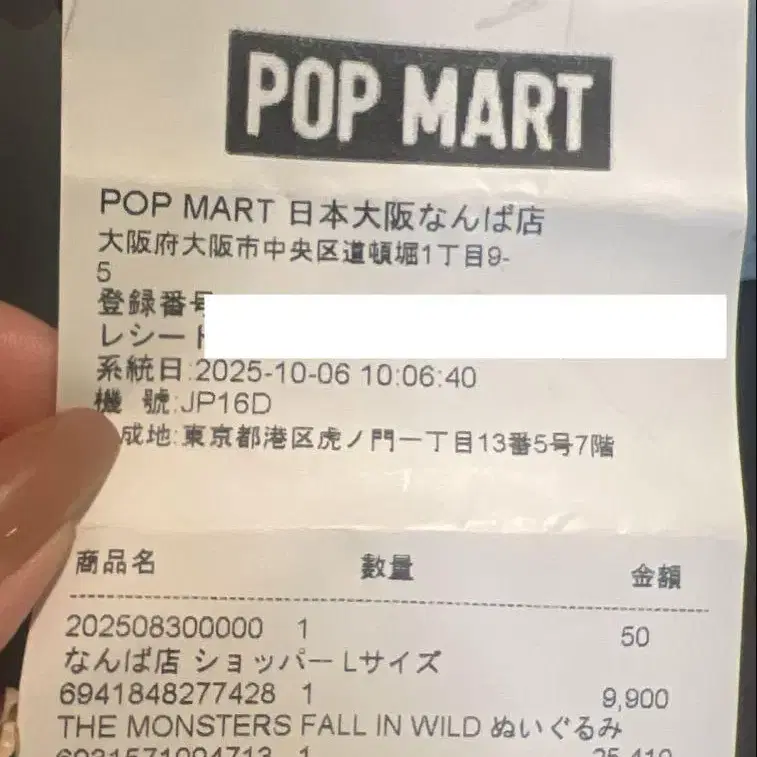 POP MART
POP MART 日本大阪なんば店
大阪府大阪市中央区道頓堀1丁目9-
5
登録番号
レシート
系統日:2025-10-06 10:06:40
機 號:JP16D
成地:東京都港区虎ノ門一丁目13番5号7階
商品名 數量 金額
202508300000 1 50
なんば店 ショッパー Lサイズ
6941848277428 1 9,900
THE MONSTERS FALL IN WILD ぬいぐるみ